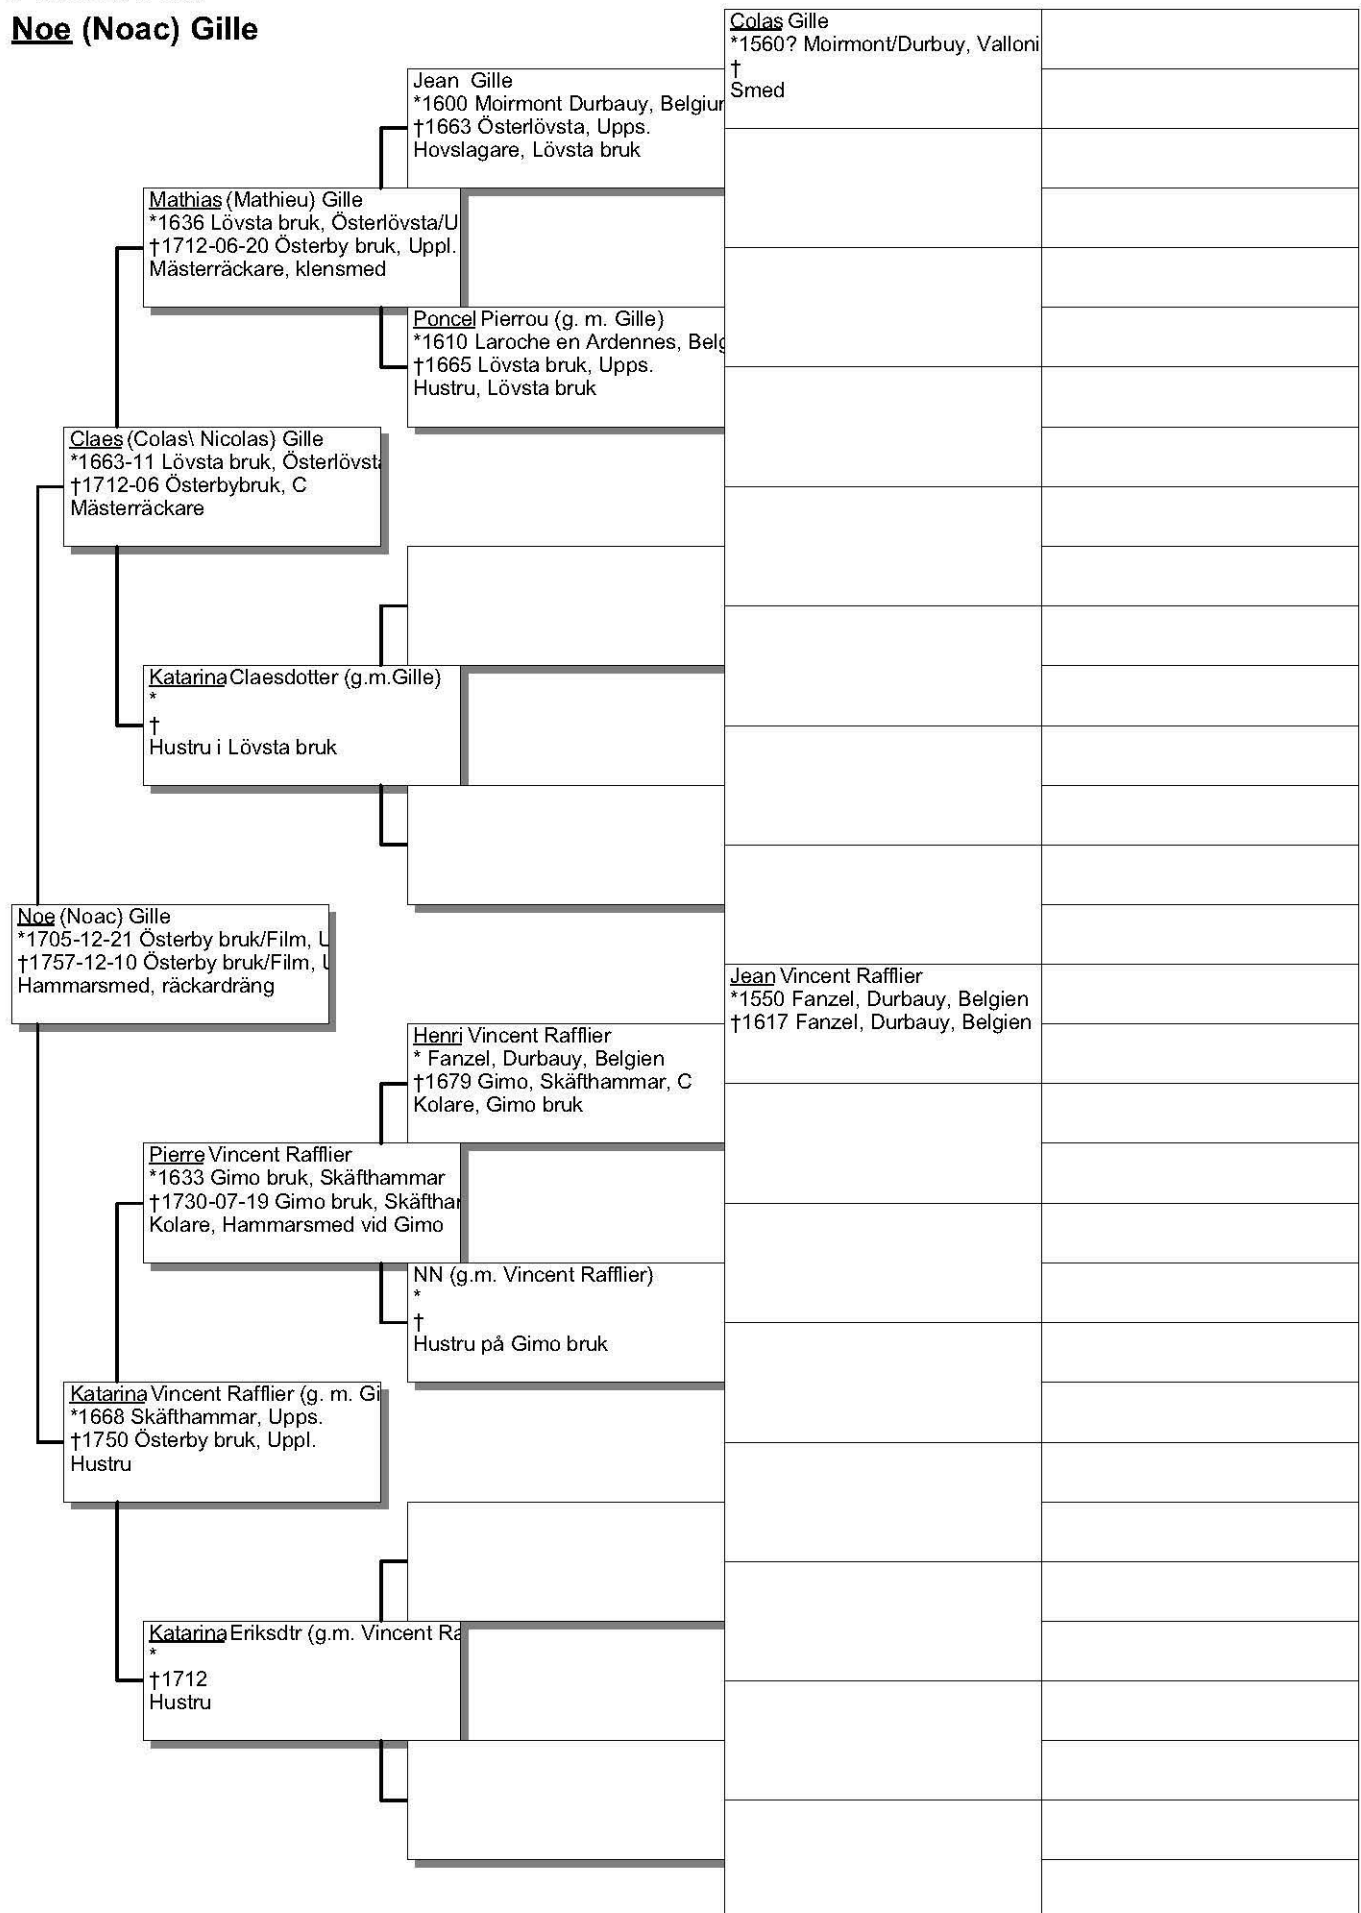 Noe (Noac) Gille
Colas Gille
*1560? Moirmont/Durbuy, Valloni
†
Smed
Jean Gille
*1600 Moirmont Durbauy, Belgiur
†1663 Österlövsta, Upps.
Hovslagare, Lövsta bruk
Mathias (Mathieu) Gille
*1636 Lövsta bruk, Österlövsta/U
†1712-06-20 Österby bruk, Uppl.
Mästerräckare, klensmed
Poncel Pierrou (g. m. Gille)
*1610 Laroche en Ardennes, Belg
†1665 Lövsta bruk, Upps.
Hustru, Lövsta bruk
Claes (Colas\ Nicolas) Gille
*1663-11 Lövsta bruk, Österlövsta
†1712-06 Österbybruk, C
Mästerräckare
Katarina Claesdotter (g.m.Gille)
*
†
Hustru i Lövsta bruk
Noe (Noac) Gille
*1705-12-21 Österby bruk/Film, U
†1757-12-10 Österby bruk/Film, U
Hammarsmed, räckardräng
Jean Vincent Rafflier
*1550 Fanzel, Durbauy, Belgien
†1617 Fanzel, Durbauy, Belgien
Henri Vincent Rafflier
* Fanzel, Durbauy, Belgien
†1679 Gimo, Skäfthammar, C
Kolare, Gimo bruk
Pierre Vincent Rafflier
*1633 Gimo bruk, Skäfthammar
†1730-07-19 Gimo bruk, Skäfthar
Kolare, Hammarsmed vid Gimo
NN (g.m. Vincent Rafflier)
*
†
Hustru på Gimo bruk
Katarina Vincent Rafflier (g. m. Gi
*1668 Skäfthammar, Upps.
†1750 Österby bruk, Uppl.
Hustru
Katarina Eriksdtr (g.m. Vincent Ra
*
†1712
Hustru